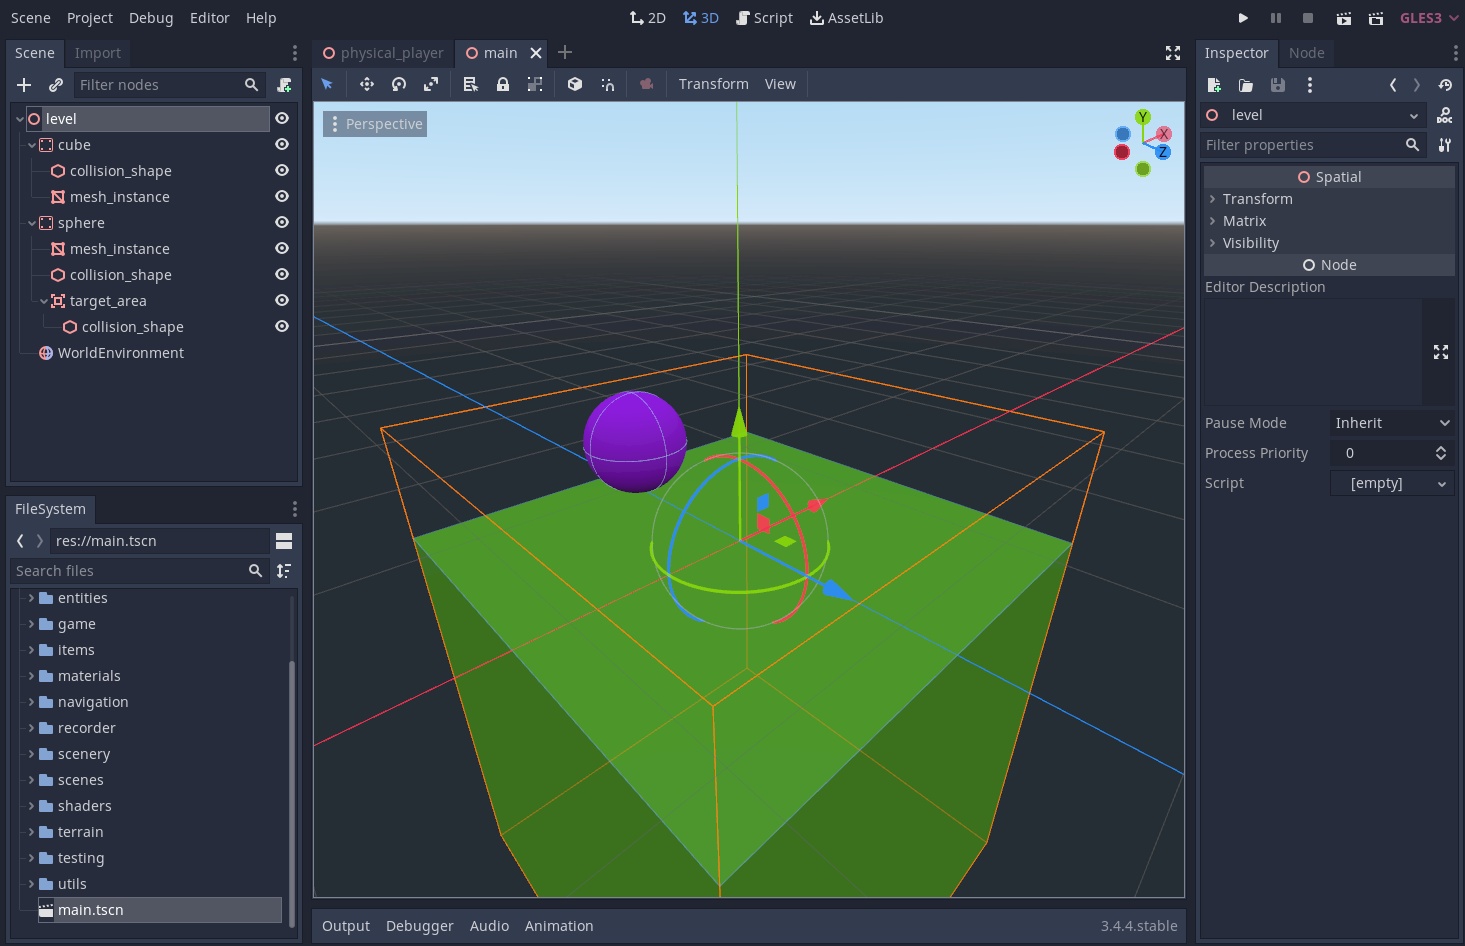 Scene Project Debug Editor Help
2D 3D Script AssetLib
GLES3
Scene Import
Filter nodes
level
cube
collision_shape
mesh_instance
sphere
mesh_instance
collision_shape
target_area
collision_shape
WorldEnvironment
FileSystem
res://main.tscn
Search files
entities
game
items
materials
navigation
recorder
scenery
scenes
shaders
terrain
testing
utils
main.tscn
physical_player main
Transform View
Perspective
Y
X
Z
Output Debugger Audio Animation 3.4.4.stable
Inspector Node
level
Filter properties
Spatial
Transform
Matrix
Visibility
Node
Editor Description
Pause Mode Inherit
Process Priority 0
Script [empty]